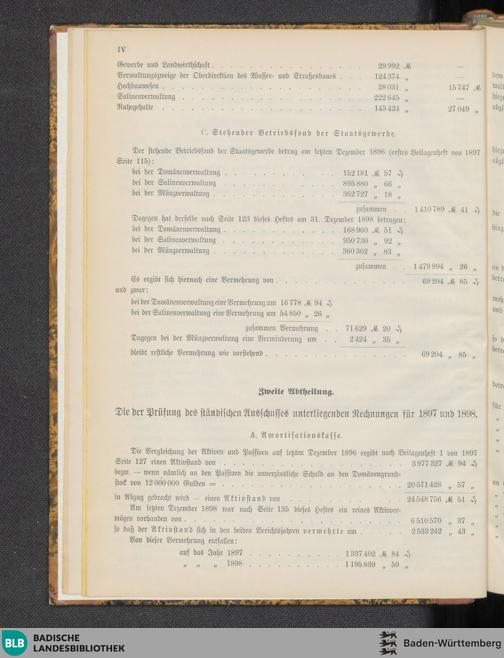 IV
Gewerbe und Landwirthschaft . . . . . . . . . . . . 29 992 ℳ —
Verwaltungszweige der Oberdirektion des Wasser- und Straßenbaues . . . 124 374 „ —
Hochbauwesen . . . . . . . . . . . . 28 031 „ 15 747 ℳ
Salinenverwaltung . . . . . . . . . . . . 222 645 „ —
Ruhegehalte . . . . . . . . . . . . 143 424 „ 27 049 „
C. Stehender Betriebsfond der Staatsgewerbe.
Der stehende Betriebsfond der Staatsgewerbe betrug am letzten Dezember 1896 (erstes Beilagenheft von 1897
Seite 115):
bei der Domänenverwaltung . . . . . . . . . 152 181 ℳ 57 ₰
bei der Salinenverwaltung . . . . . . . . . 895 880 „ 66 „
bei der Münzverwaltung . . . . . . . . . 362 727 „ 18 „
zusammen . 1 410 789 ℳ 41 ₰
Dagegen hat derselbe nach Seite 123 dieses Heftes am 31. Dezember 1898 betragen:
bei der Domänenverwaltung . . . . . . . . . 168 960 ℳ 51 ₰
bei der Salinenverwaltung . . . . . . . . . 950 730 „ 92 „
bei der Münzverwaltung . . . . . . . . . 360 302 „ 83 „
zusammen . 1 479 994 „ 26 „
Es ergibt sich hiernach eine Vermehrung von . . . . . . . . . 69 204 ℳ 85 ₰
und zwar:
bei der Domänenverwaltung eine Vermehrung um 16 778 ℳ 94 ₰
bei der Salinenverwaltung eine Vermehrung um 54 850 „ 26 „
zusammen Vermehrung . . 71 629 ℳ 20 ₰
Dagegen bei der Münzverwaltung eine Verminderung um . . 2 424 „ 35 „
bleibt restliche Vermehrung wie vorstehend . . . . . . . . . 69 204 „ 85 „
Zweite Abtheilung.
Die der Prüfung des ständischen Ausschusses unterliegenden Rechnungen für 1897 und 1898.
A. Amortisationskasse.
Die Vergleichung der Aktiven und Passiven auf letzten Dezember 1896 ergibt nach Beilagenheft 1 von 1897
Seite 127 einen Aktivstand von . . . . . . . . . 3 977 327 ℳ 94 ₰
bezw. — wenn nämlich an den Passiven die unverzinsliche Schuld an den Domänengrund-
stock von 12 000 000 Gulden = . . . . . . . . . 20 571 428 „ 57 „
in Abzug gebracht wird — einen Aktivstand von . . . . . . 24 548 756 ℳ 51 ₰
Am letzten Dezember 1898 war nach Seite 135 dieses Heftes ein reines Aktivver-
mögen vorhanden von . . . . . . . . . 6 510 570 „ 37 „
so daß der Aktivstand sich in den beiden Berichtsjahren vermehrte um . . . 2 533 242 „ 43 „
Von dieser Vermehrung entfallen:
auf das Jahr 1897 . . . . . . . . . 1 337 402 ℳ 84 ₰
„ „ „ 1898 . . . . . . . . . 1 195 839 „ 59 „
BLB BADISCHE
LANDESBIBLIOTHEK
Baden-Württemberg